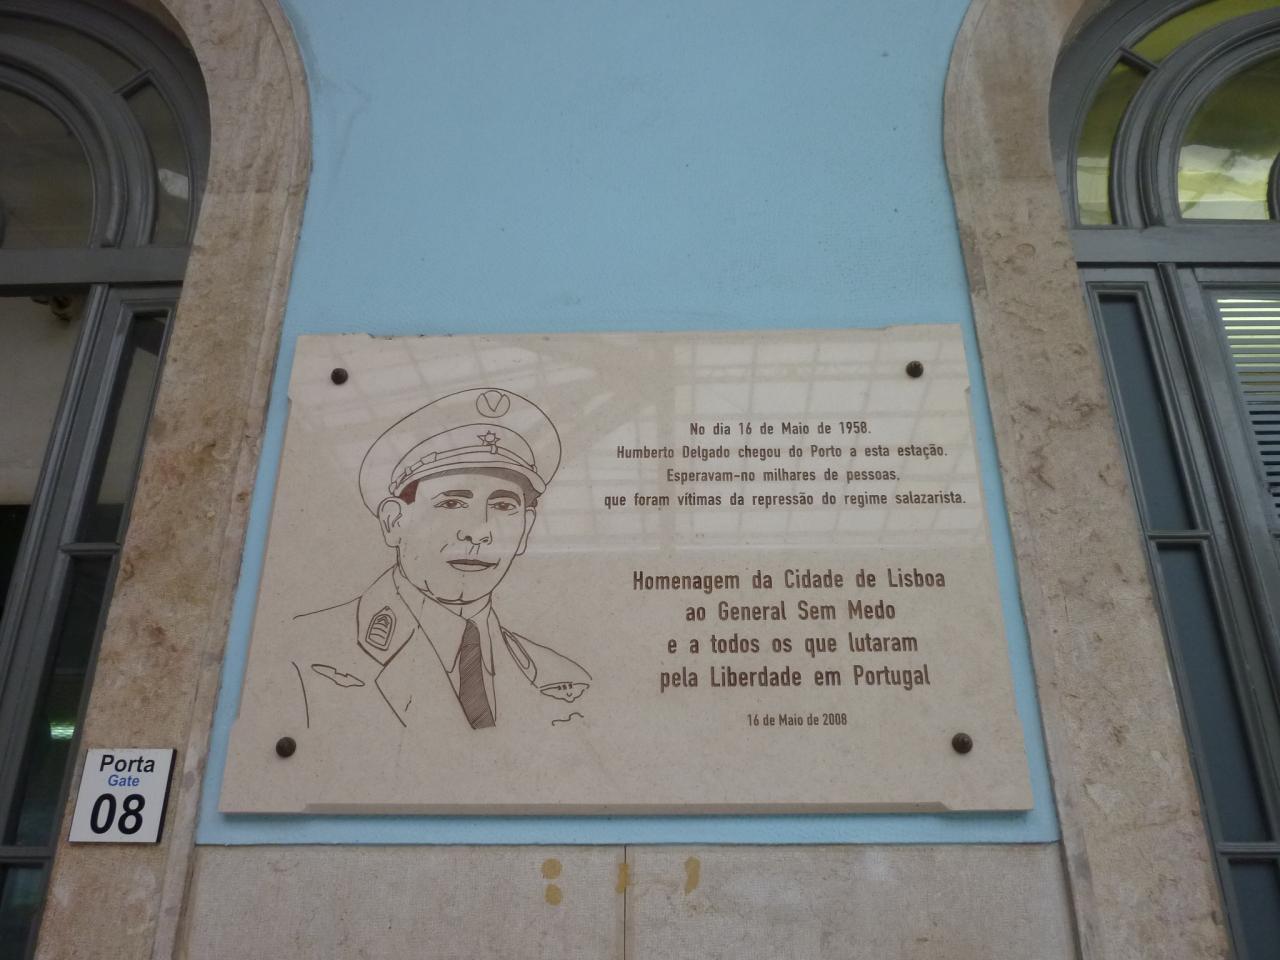 No dia 16 de Maio de 1958.
Humberto Delgado chegou do Porto a esta estação.
Esperavam-no milhares de pessoas,
que foram vítimas da repressão do regime salazarista.
Homenagem da Cidade de Lisboa
ao General Sem Medo
e a todos os que lutaram
pela Liberdade em Portugal
16 de Maio de 2008
Porta
Gate
08